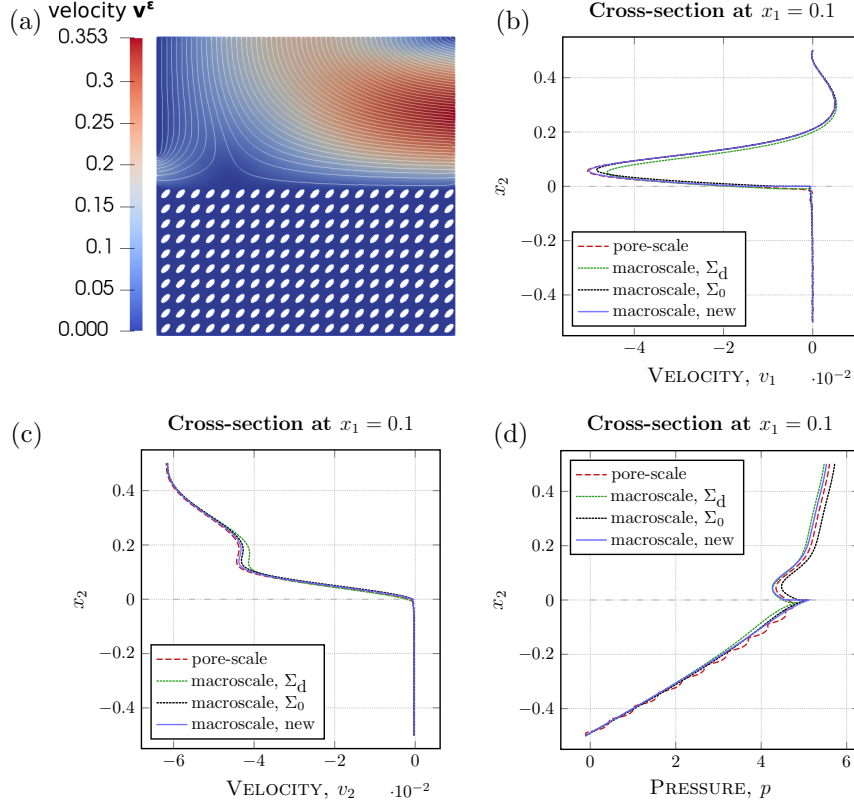 (a) velocity v^ε
0.353
0.3
0.25
0.2
0.15
0.1
0.05
0.000
(b)
Cross-section at x₁ = 0.1
x₂
0.4
0.2
0
−0.2
−0.4
pore-scale
macroscale, Σ_d
macroscale, Σ₀
macroscale, new
−4 −2 0
VELOCITY, v₁ ·10⁻²
(c)
Cross-section at x₁ = 0.1
x₂
0.4
0.2
0
−0.2
−0.4
pore-scale
macroscale, Σ_d
macroscale, Σ₀
macroscale, new
−6 −4 −2 0
VELOCITY, v₂ ·10⁻²
(d)
Cross-section at x₁ = 0.1
x₂
0.4
0.2
0
−0.2
−0.4
pore-scale
macroscale, Σ_d
macroscale, Σ₀
macroscale, new
0 2 4 6
PRESSURE, p